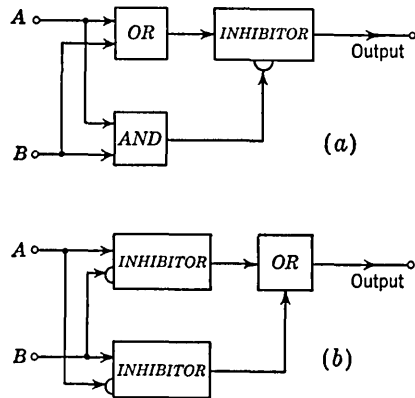 A
OR
INHIBITOR
Output
B
AND
(a)
A
INHIBITOR
OR
Output
B
INHIBITOR
(b)